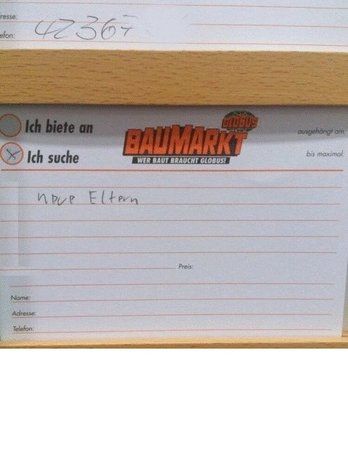 resse:
efon: 42367
Ich biete an
GLOBUS
BAUMARKT
WER BAUT BRAUCHT GLOBUS!
ausgehängt am
Ich suche
bis maximal:
neue Eltern
Preis:
Name:
Adresse:
Telefon: